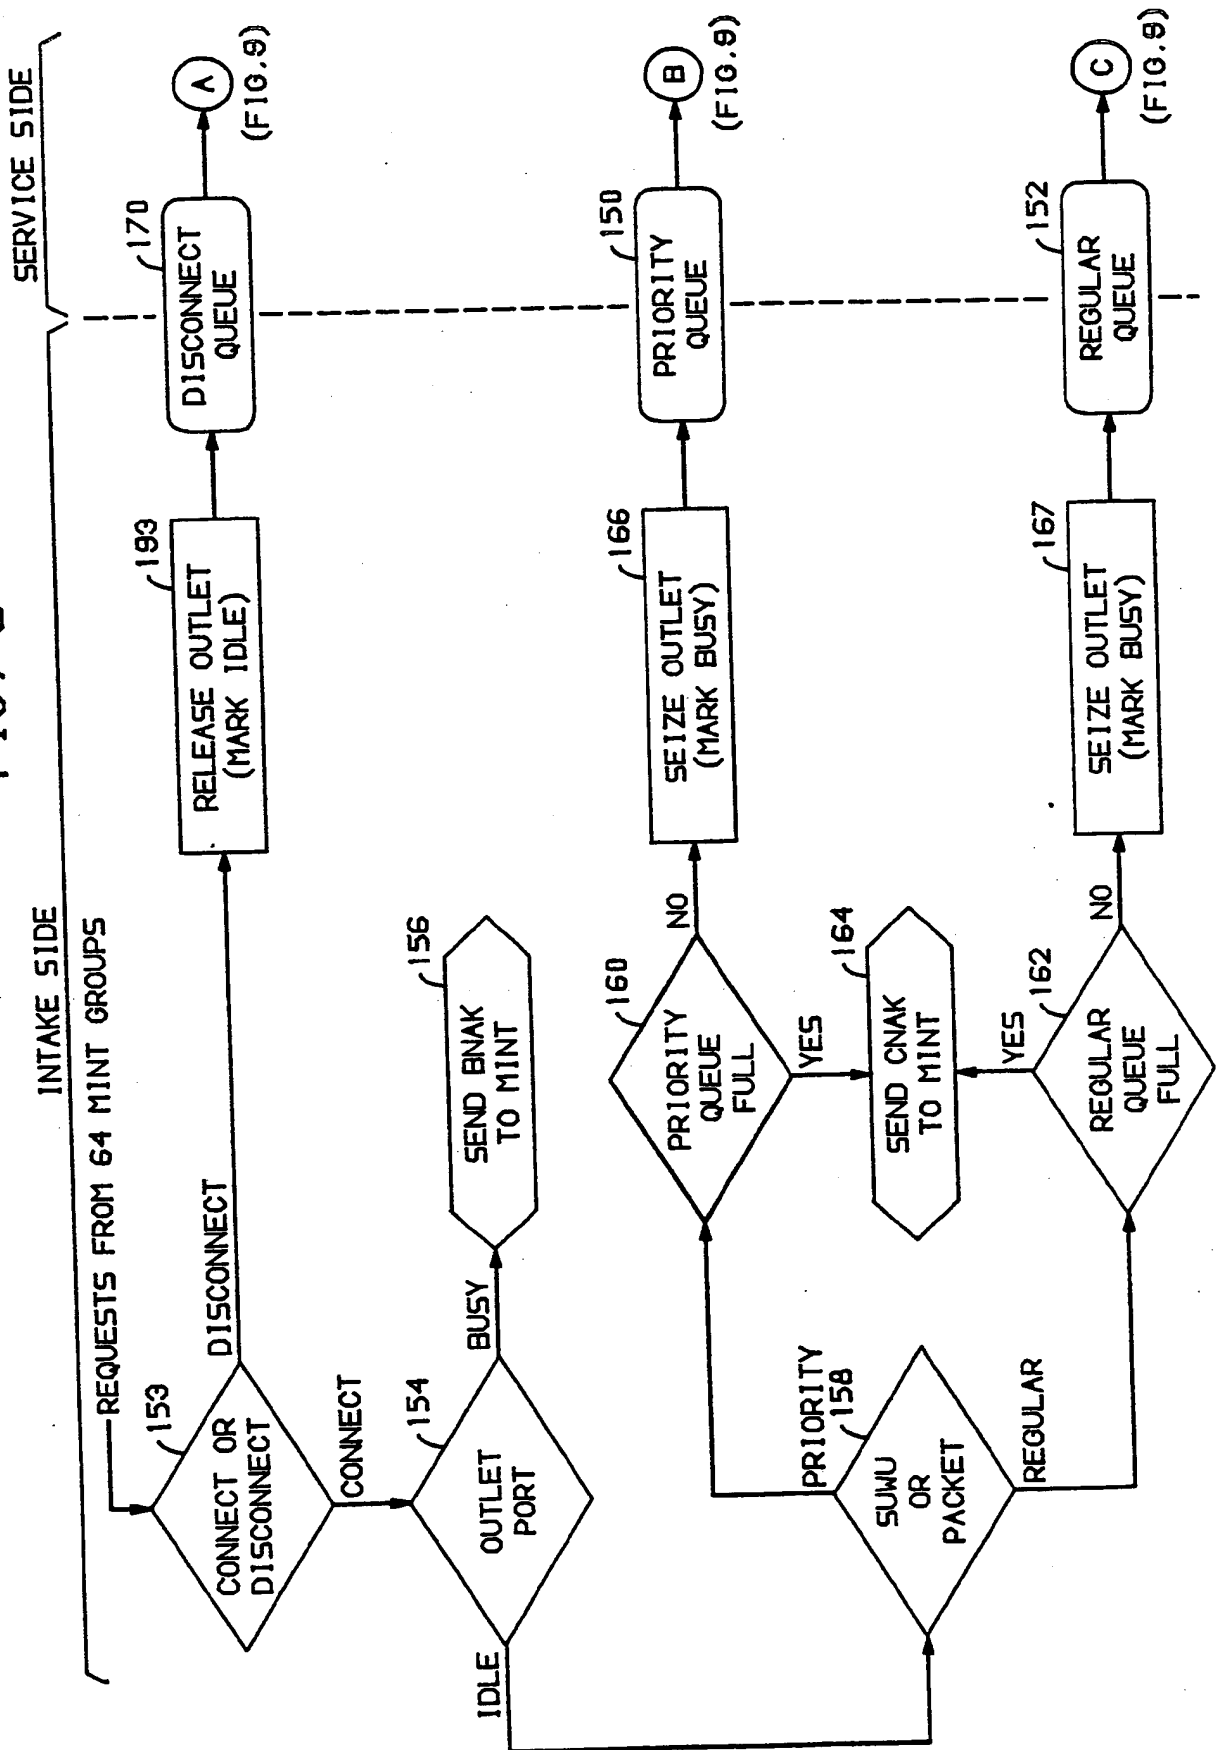 INTAKE SIDE
SERVICE SIDE
REQUESTS FROM 64 MINT GROUPS
153
CONNECT OR
DISCONNECT
DISCONNECT
193
RELEASE OUTLET
(MARK IDLE)
170
DISCONNECT
QUEUE
A
(FIG.9)
CONNECT
154
OUTLET
PORT
BUSY
156
SEND BNAK
TO MINT
IDLE
PRIORITY
158
SUWU
OR
PACKET
REGULAR
160
PRIORITY
QUEUE
FULL
NO
YES
166
SEIZE OUTLET
(MARK BUSY)
150
PRIORITY
QUEUE
B
(FIG.9)
164
SEND CNAK
TO MINT
YES
162
REGULAR
QUEUE
FULL
NO
167
SEIZE OUTLET
(MARK BUSY)
152
REGULAR
QUEUE
C
(FIG.9)